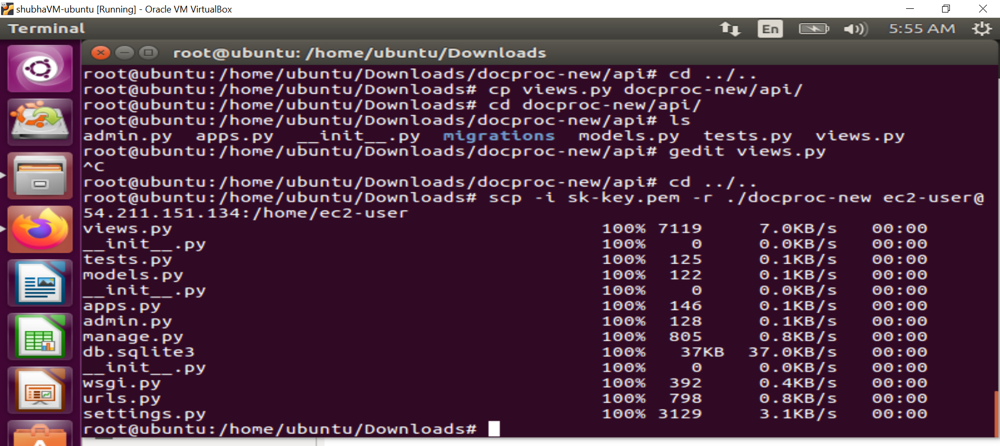 shubhaVM-ubuntu [Running] - Oracle VM VirtualBox
Terminal En 5:55 AM
root@ubuntu: /home/ubuntu/Downloads
root@ubuntu:/home/ubuntu/Downloads/docproc-new/api# cd ../..
root@ubuntu:/home/ubuntu/Downloads# cp views.py docproc-new/api/
root@ubuntu:/home/ubuntu/Downloads# cd docproc-new/api/
root@ubuntu:/home/ubuntu/Downloads/docproc-new/api# ls
admin.py  apps.py  __init__.py  migrations  models.py  tests.py  views.py
root@ubuntu:/home/ubuntu/Downloads/docproc-new/api# gedit views.py
^C
root@ubuntu:/home/ubuntu/Downloads/docproc-new/api# cd ../..
root@ubuntu:/home/ubuntu/Downloads# scp -i sk-key.pem -r ./docproc-new ec2-user@
54.211.151.134:/home/ec2-user
views.py 100% 7119 7.0KB/s 00:00
__init__.py 100% 0 0.0KB/s 00:00
tests.py 100% 125 0.1KB/s 00:00
models.py 100% 122 0.1KB/s 00:00
__init__.py 100% 0 0.0KB/s 00:00
apps.py 100% 146 0.1KB/s 00:00
admin.py 100% 128 0.1KB/s 00:00
manage.py 100% 805 0.8KB/s 00:00
db.sqlite3 100% 37KB 37.0KB/s 00:00
__init__.py 100% 0 0.0KB/s 00:00
wsgi.py 100% 392 0.4KB/s 00:00
urls.py 100% 798 0.8KB/s 00:00
settings.py 100% 3129 3.1KB/s 00:00
root@ubuntu:/home/ubuntu/Downloads#